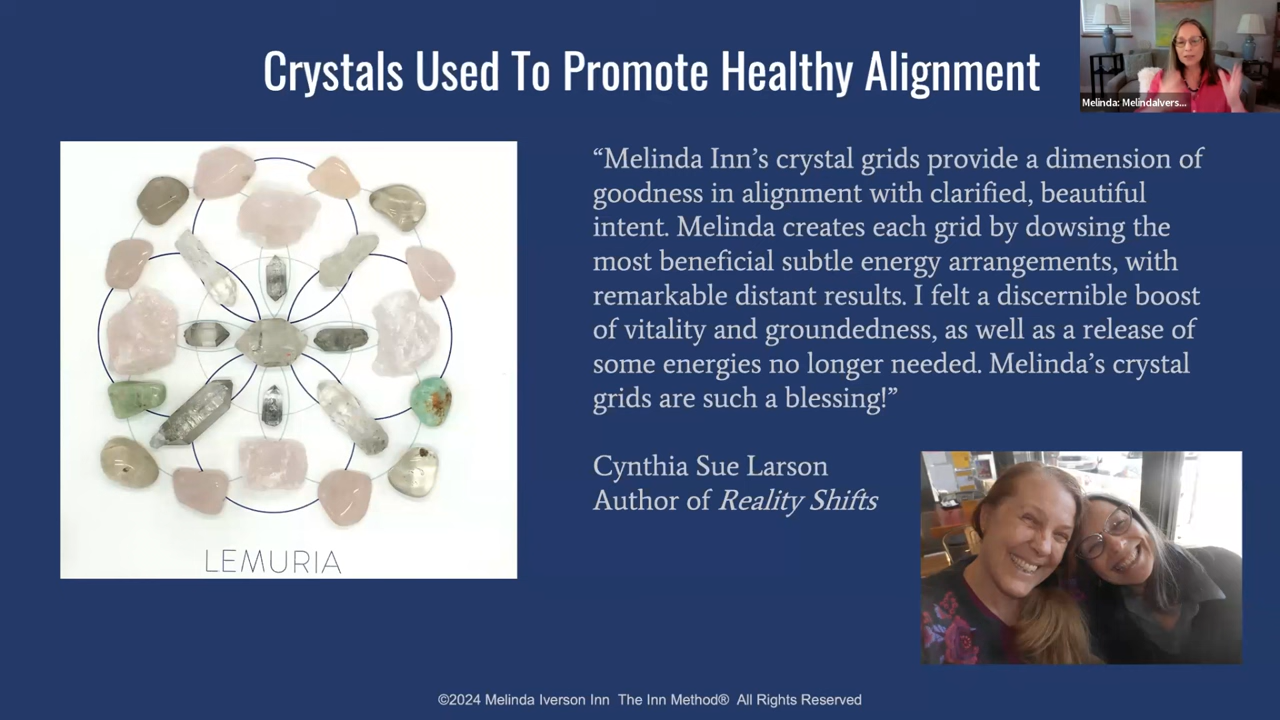 Crystals Used To Promote Healthy Alignment
Melinda: MelindaIvers...
“Melinda Inn’s crystal grids provide a dimension of
goodness in alignment with clarified, beautiful
intent. Melinda creates each grid by dowsing the
most beneficial subtle energy arrangements, with
remarkable distant results. I felt a discernible boost
of vitality and groundedness, as well as a release of
some energies no longer needed. Melinda’s crystal
grids are such a blessing!”
Cynthia Sue Larson
Author of Reality Shifts
LEMURIA
©2024 Melinda Iverson Inn The Inn Method® All Rights Reserved